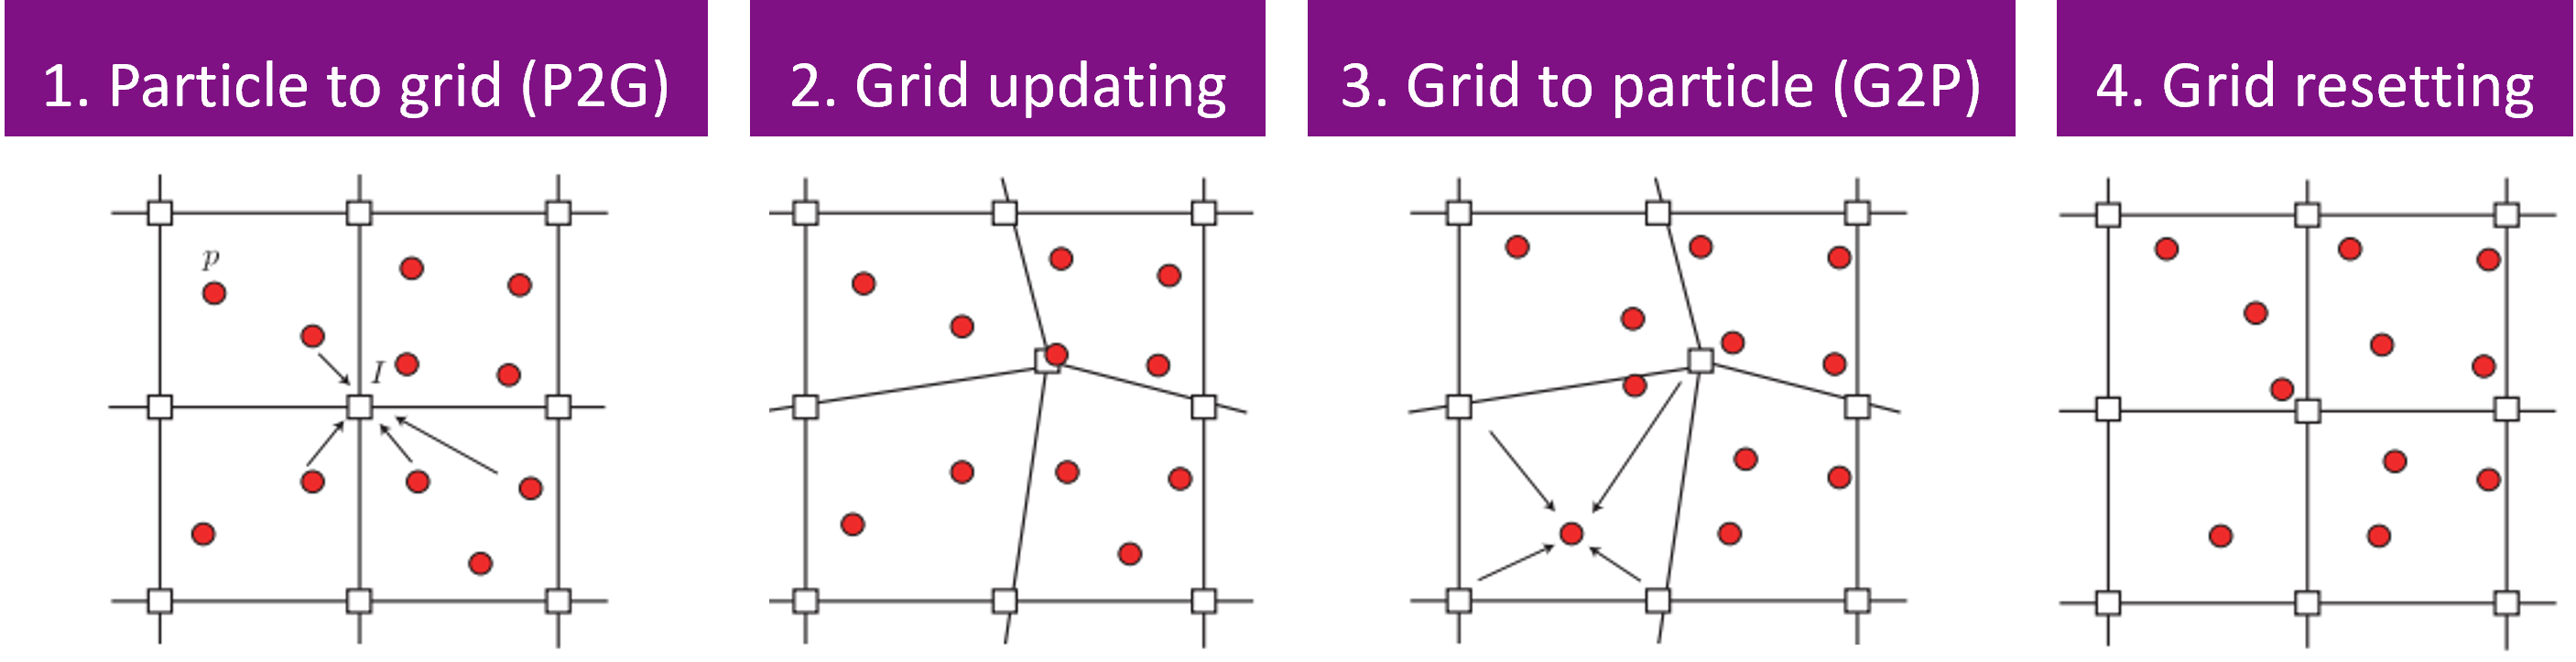 1. Particle to grid (P2G)
2. Grid updating
3. Grid to particle (G2P)
4. Grid resetting
p
I